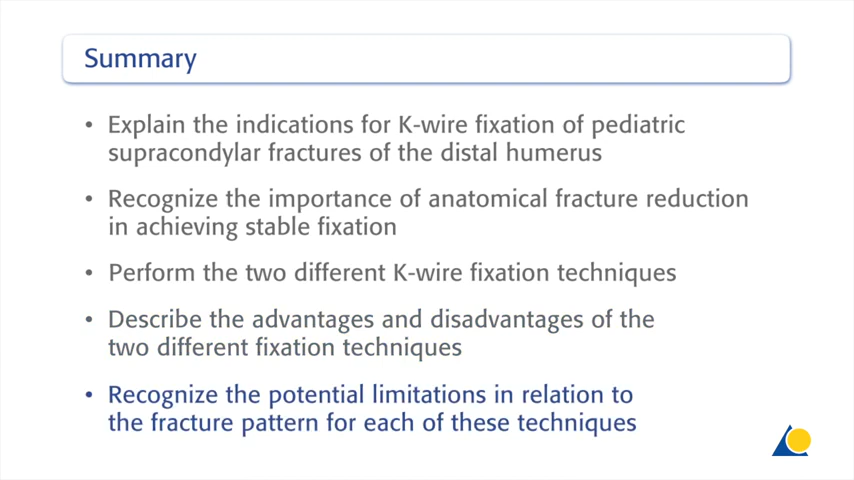 Summary
• Explain the indications for K-wire fixation of pediatric
supracondylar fractures of the distal humerus
• Recognize the importance of anatomical fracture reduction
in achieving stable fixation
• Perform the two different K-wire fixation techniques
• Describe the advantages and disadvantages of the
two different fixation techniques
• Recognize the potential limitations in relation to
the fracture pattern for each of these techniques